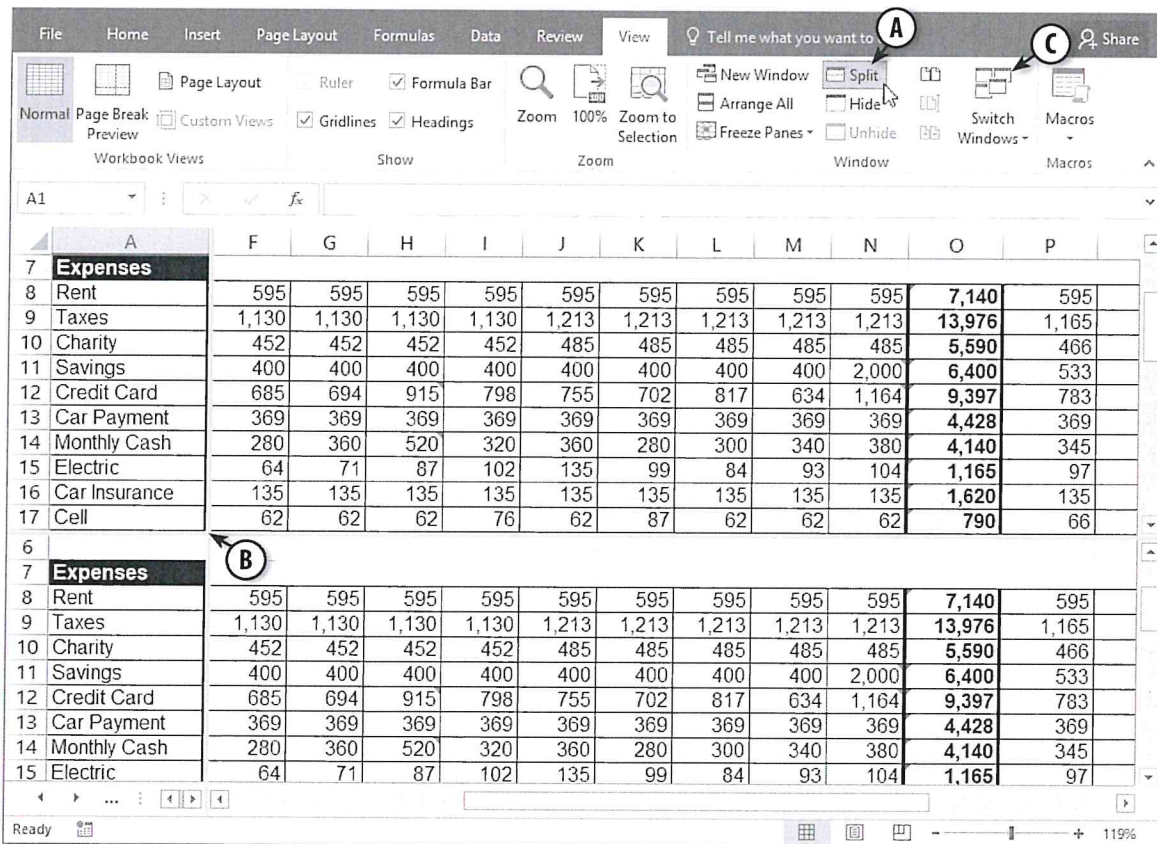 File Home Insert Page Layout Formulas Data Review View Tell me what you want to A C Share
Normal Page Break Preview Page Layout Custom Views
Workbook Views
Ruler Formula Bar
Gridlines Headings
Show
Zoom 100% Zoom to Selection
Zoom
New Window Split
Arrange All Hide
Freeze Panes Unhide
Switch Windows
Window
Macros
Macros
A1 fx
A F G H I J K L M N O P
7 Expenses
8 Rent 595 595 595 595 595 595 595 595 595 7,140 595
9 Taxes 1,130 1,130 1,130 1,130 1,213 1,213 1,213 1,213 1,213 13,976 1,165
10 Charity 452 452 452 452 485 485 485 485 485 5,590 466
11 Savings 400 400 400 400 400 400 400 400 2,000 6,400 533
12 Credit Card 685 694 915 798 755 702 817 634 1,164 9,397 783
13 Car Payment 369 369 369 369 369 369 369 369 369 4,428 369
14 Monthly Cash 280 360 520 320 360 280 300 340 380 4,140 345
15 Electric 64 71 87 102 135 99 84 93 104 1,165 97
16 Car Insurance 135 135 135 135 135 135 135 135 135 1,620 135
17 Cell 62 62 62 76 62 87 62 62 62 790 66
6 B
7 Expenses
8 Rent 595 595 595 595 595 595 595 595 595 7,140 595
9 Taxes 1,130 1,130 1,130 1,130 1,213 1,213 1,213 1,213 1,213 13,976 1,165
10 Charity 452 452 452 452 485 485 485 485 485 5,590 466
11 Savings 400 400 400 400 400 400 400 400 2,000 6,400 533
12 Credit Card 685 694 915 798 755 702 817 634 1,164 9,397 783
13 Car Payment 369 369 369 369 369 369 369 369 369 4,428 369
14 Monthly Cash 280 360 520 320 360 280 300 340 380 4,140 345
15 Electric 64 71 87 102 135 99 84 93 104 1,165 97
...
Ready 119%